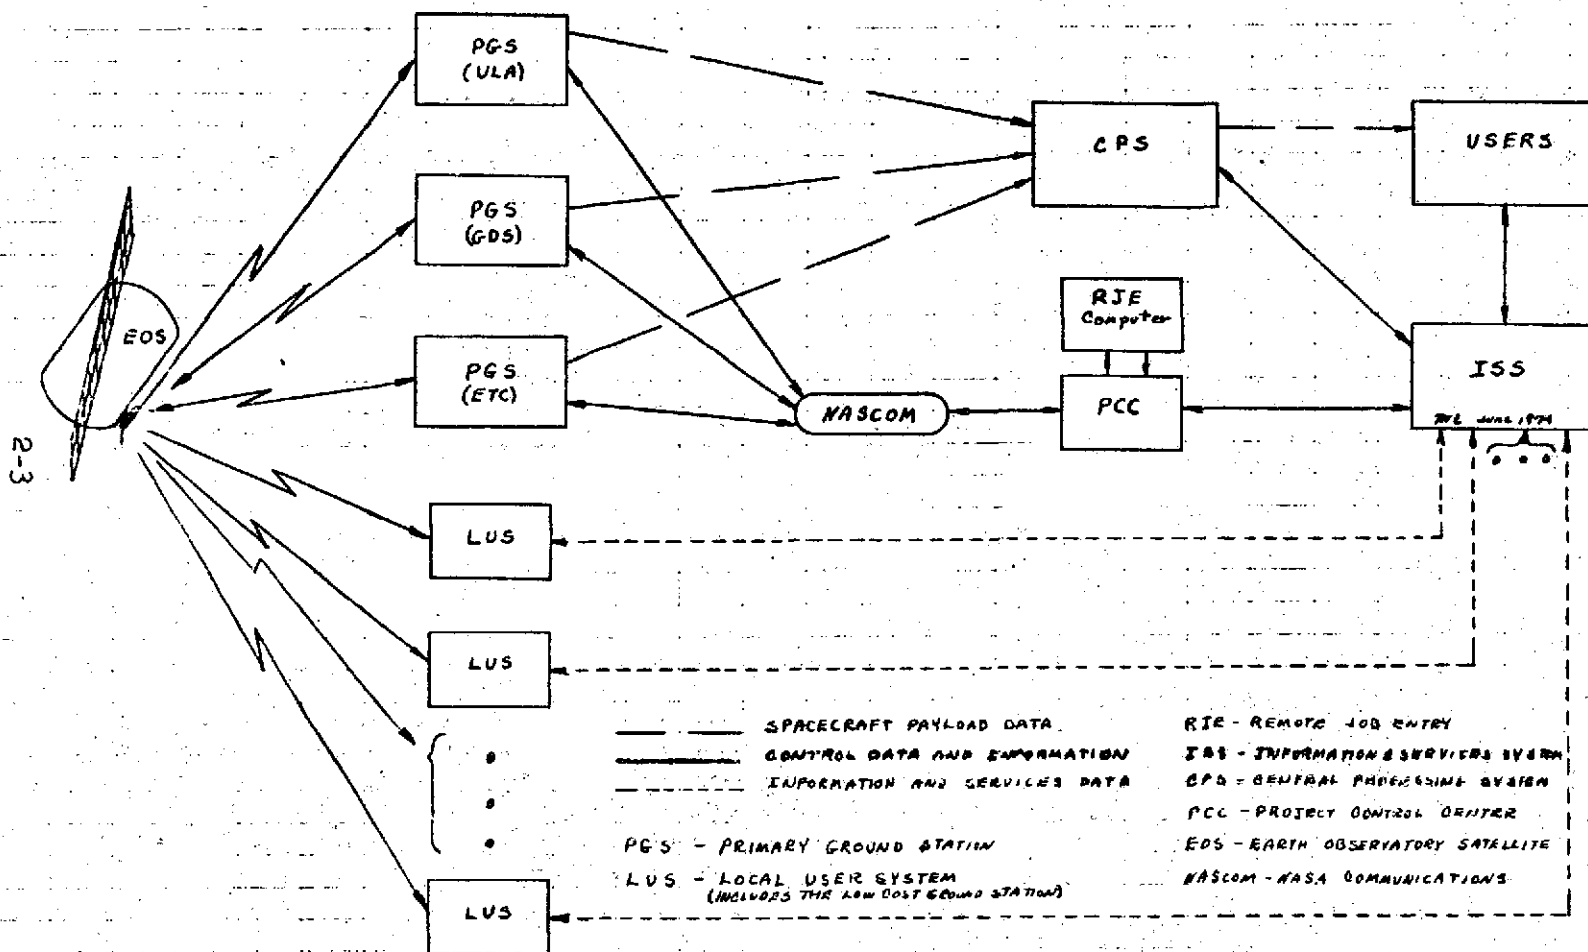 PGS
(ULA)
CPS
USERS
PGS
(GDS)
RJE
Computer
EOS
ISS
PGS
(ETC)
NASCOM
PCC
JUNE 1974
2-3
LUS
LUS
SPACECRAFT PAYLOAD DATA
CONTROL DATA AND INFORMATION
INFORMATION AND SERVICES DATA
PGS - PRIMARY GROUND STATION
LUS - LOCAL USER SYSTEM
(INCLUDES THE LOW COST GROUND STATION)
RJE - REMOTE JOB ENTRY
ISS - INFORMATION & SERVICES SYSTEM
CPS - CENTRAL PROCESSING SYSTEM
PCC - PROJECT CONTROL CENTER
EOS - EARTH OBSERVATORY SATELLITE
NASCOM - NASA COMMUNICATIONS
LUS